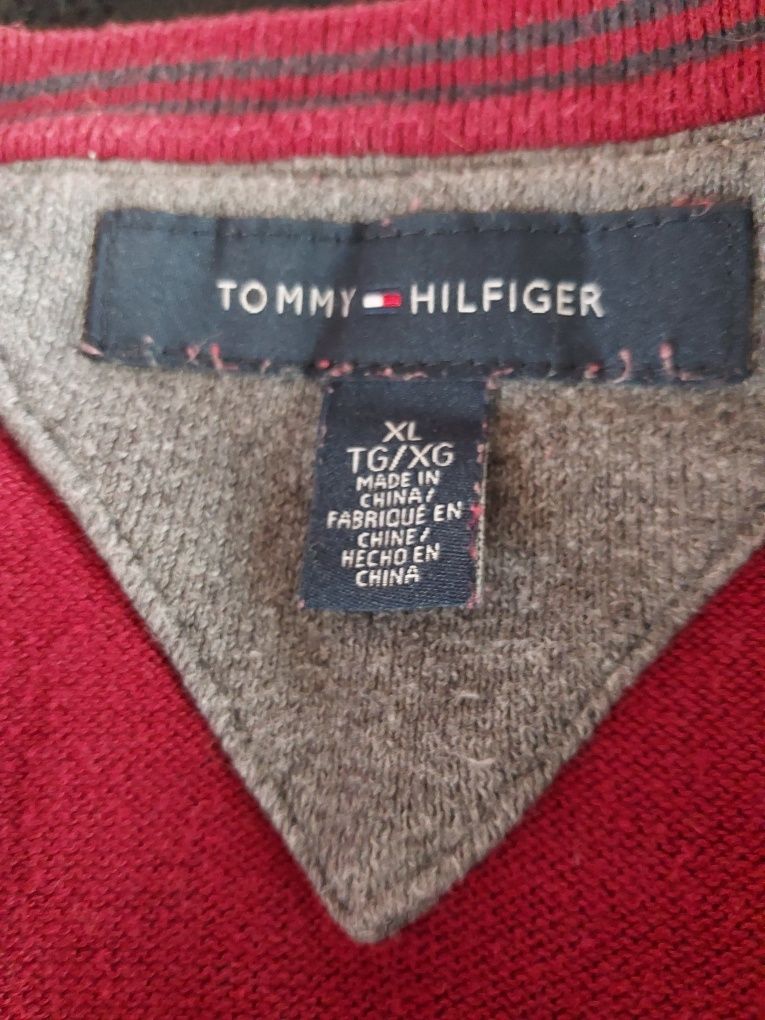 TOMMY HILFIGER
XL
TG/XG
MADE IN
CHINA/
FABRIQUÉ EN
CHINE/
HECHO EN
CHINA